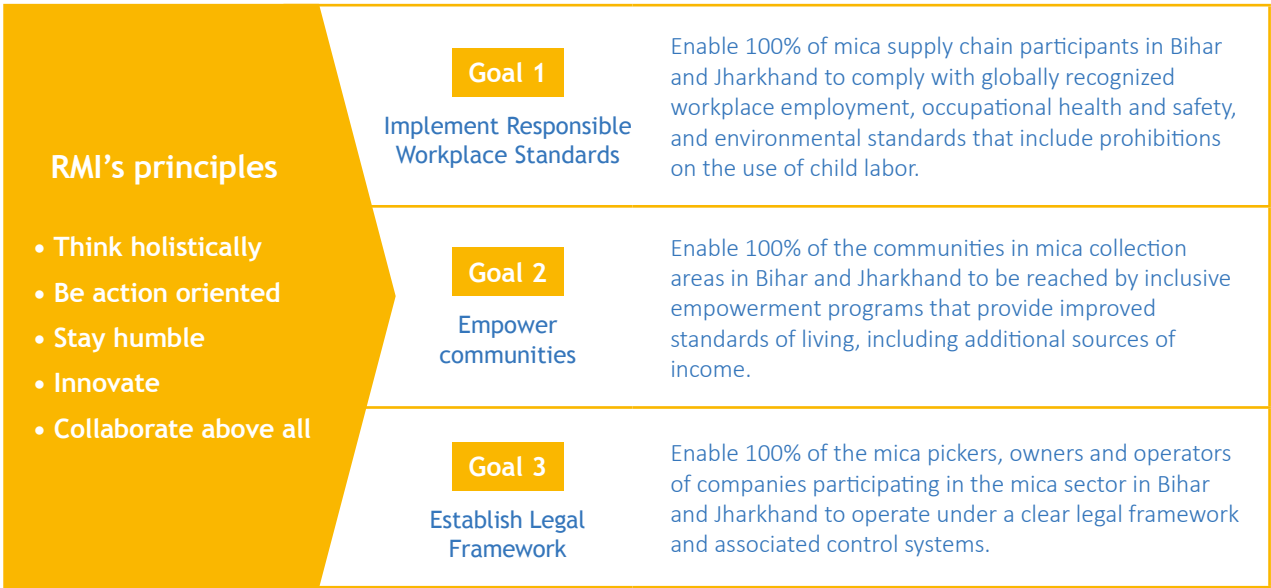 RMI's principles
• Think holistically
• Be action oriented
• Stay humble
• Innovate
• Collaborate above all
Goal 1
Implement Responsible
Workplace Standards
Enable 100% of mica supply chain participants in Bihar
and Jharkhand to comply with globally recognized
workplace employment, occupational health and safety,
and environmental standards that include prohibitions
on the use of child labor.
Goal 2
Empower
communities
Enable 100% of the communities in mica collection
areas in Bihar and Jharkhand to be reached by inclusive
empowerment programs that provide improved
standards of living, including additional sources of
income.
Goal 3
Establish Legal
Framework
Enable 100% of the mica pickers, owners and operators
of companies participating in the mica sector in Bihar
and Jharkhand to operate under a clear legal framework
and associated control systems.